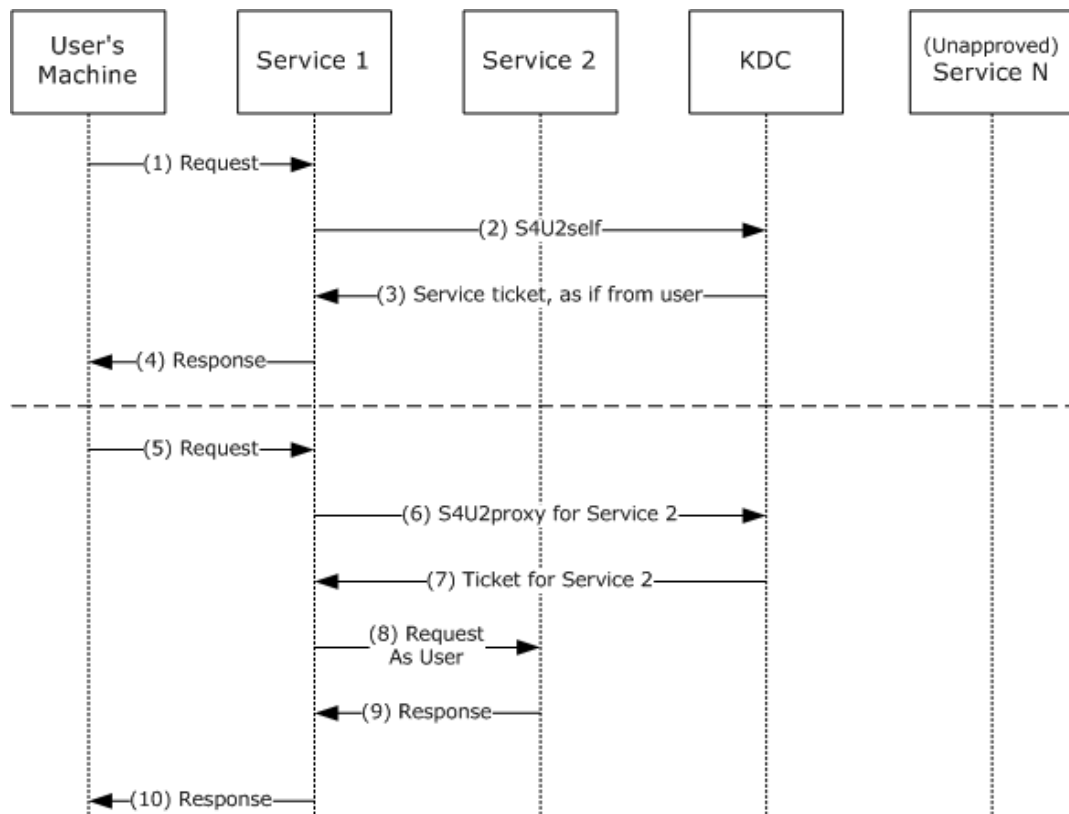 User's
Machine
Service 1
Service 2
KDC
(Unapproved)
Service N
(1) Request
(2) S4U2self
(3) Service ticket, as if from user
(4) Response
(5) Request
(6) S4U2proxy for Service 2
(7) Ticket for Service 2
(8) Request
As User
(9) Response
(10) Response